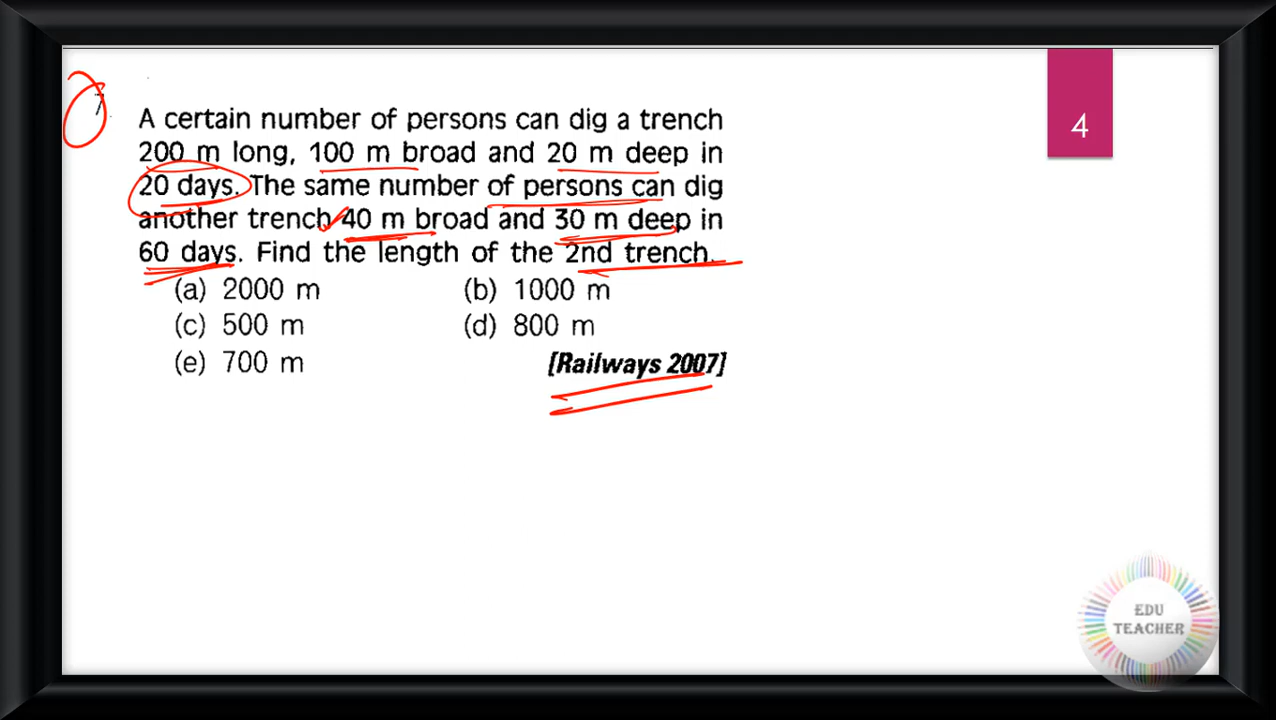 7
4
A certain number of persons can dig a trench
200 m long, 100 m broad and 20 m deep in
20 days. The same number of persons can dig
another trench 40 m broad and 30 m deep in
60 days. Find the length of the 2nd trench.
(a) 2000 m (b) 1000 m
(c) 500 m (d) 800 m
(e) 700 m [Railways 2007]
EDU
TEACHER